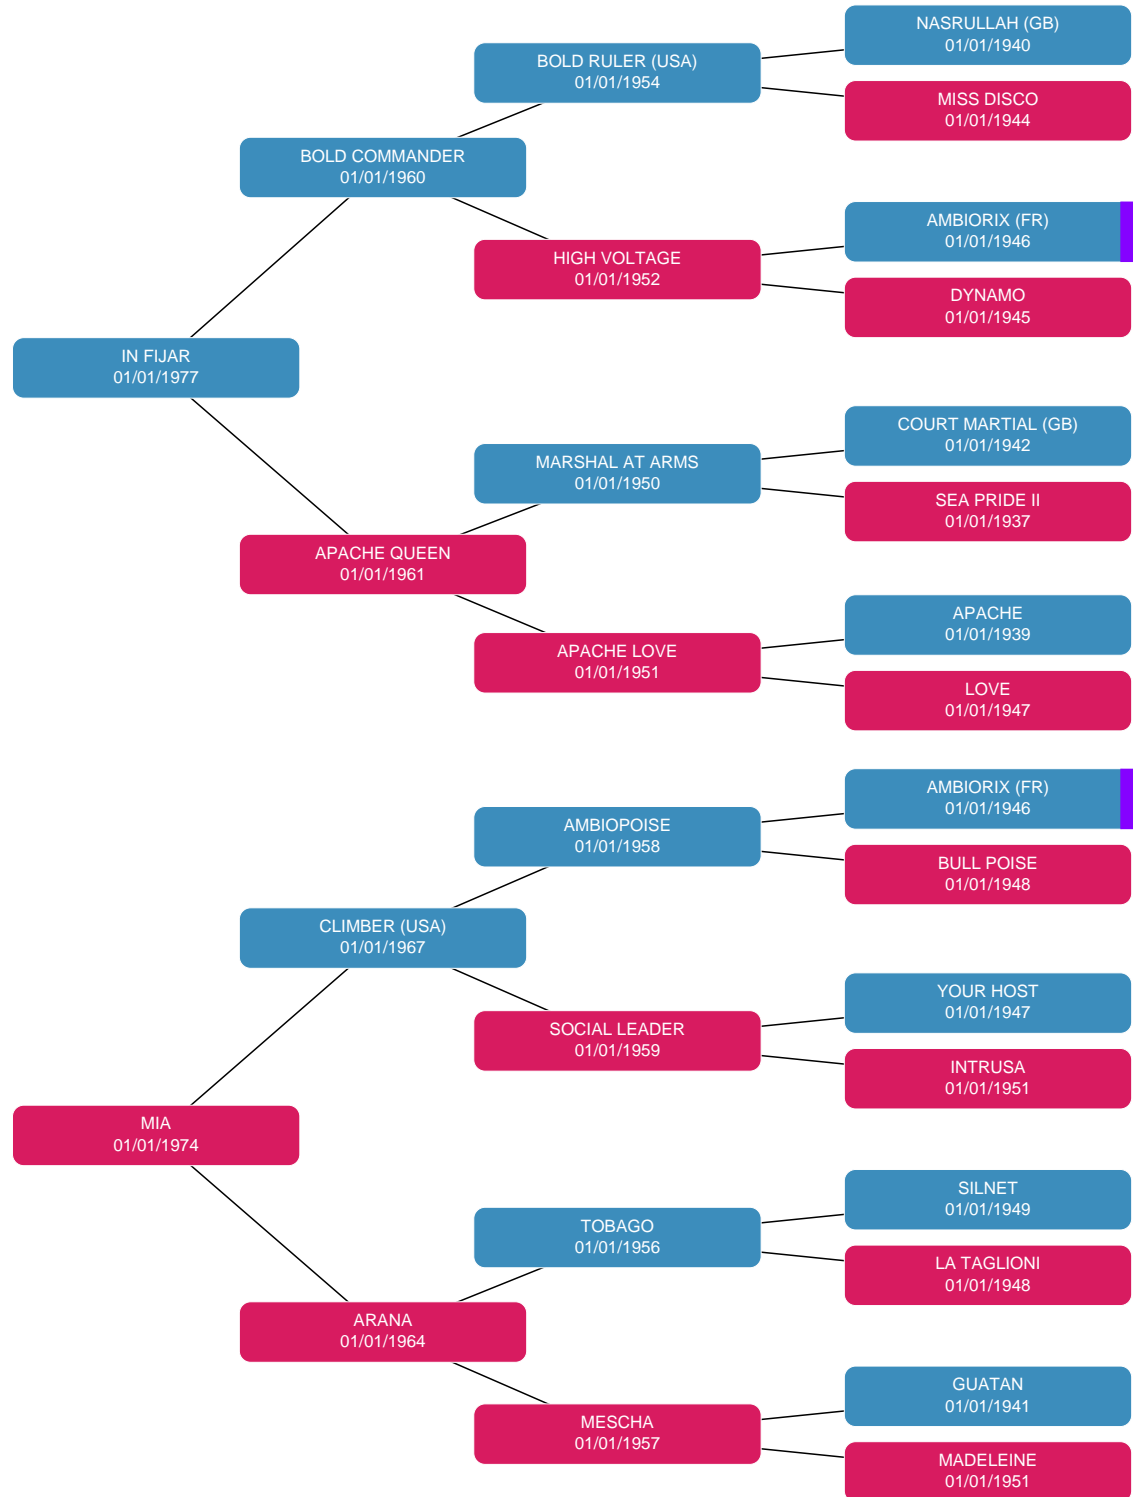 NASRULLAH (GB)
01/01/1940
BOLD RULER (USA)
01/01/1954
MISS DISCO
01/01/1944
BOLD COMMANDER
01/01/1960
AMBIORIX (FR)
01/01/1946
HIGH VOLTAGE
01/01/1952
DYNAMO
01/01/1945
IN FIJAR
01/01/1977
COURT MARTIAL (GB)
01/01/1942
MARSHAL AT ARMS
01/01/1950
SEA PRIDE II
01/01/1937
APACHE QUEEN
01/01/1961
APACHE
01/01/1939
APACHE LOVE
01/01/1951
LOVE
01/01/1947
AMBIORIX (FR)
01/01/1946
AMBIOPOISE
01/01/1958
BULL POISE
01/01/1948
CLIMBER (USA)
01/01/1967
YOUR HOST
01/01/1947
SOCIAL LEADER
01/01/1959
INTRUSA
01/01/1951
MIA
01/01/1974
SILNET
01/01/1949
TOBAGO
01/01/1956
LA TAGLIONI
01/01/1948
ARANA
01/01/1964
GUATAN
01/01/1941
MESCHA
01/01/1957
MADELEINE
01/01/1951